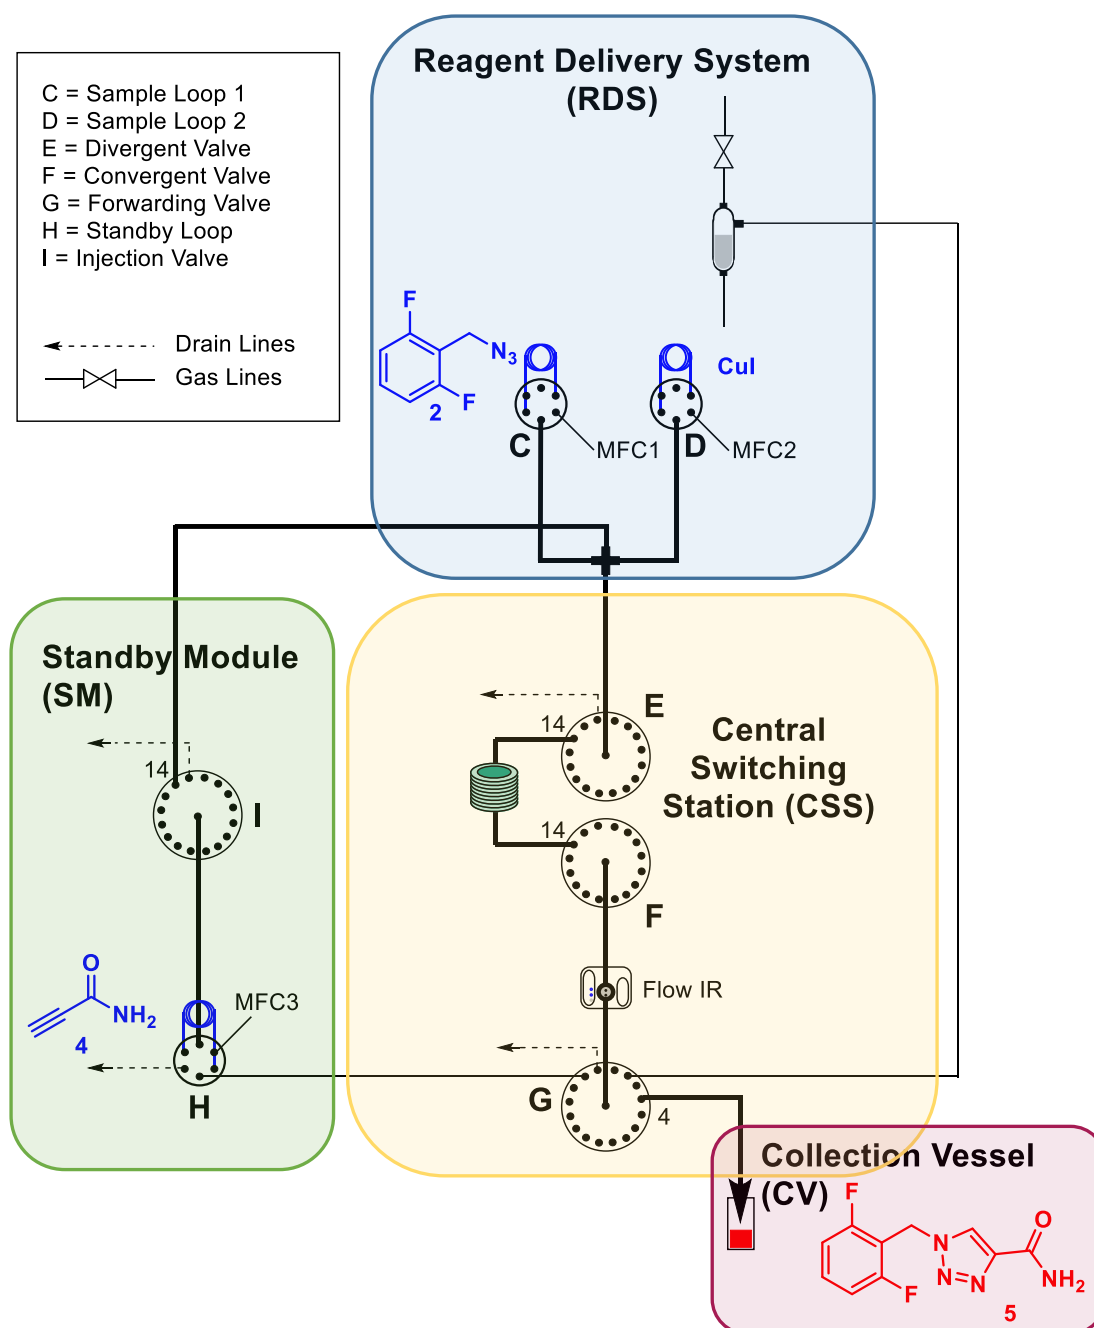 Reagent Delivery System
(RDS)
C = Sample Loop 1
D = Sample Loop 2
E = Divergent Valve
F = Convergent Valve
G = Forwarding Valve
H = Standby Loop
I = Injection Valve
Drain Lines
Gas Lines
F
N3
F
2
CuI
C
MFC1
D
MFC2
Standby Module
(SM)
14
I
O
NH2
4
MFC3
H
E
14
Central
Switching
Station (CSS)
14
F
Flow IR
G
4
Collection Vessel
(CV)
F
O
N
N
N
NH2
F
5